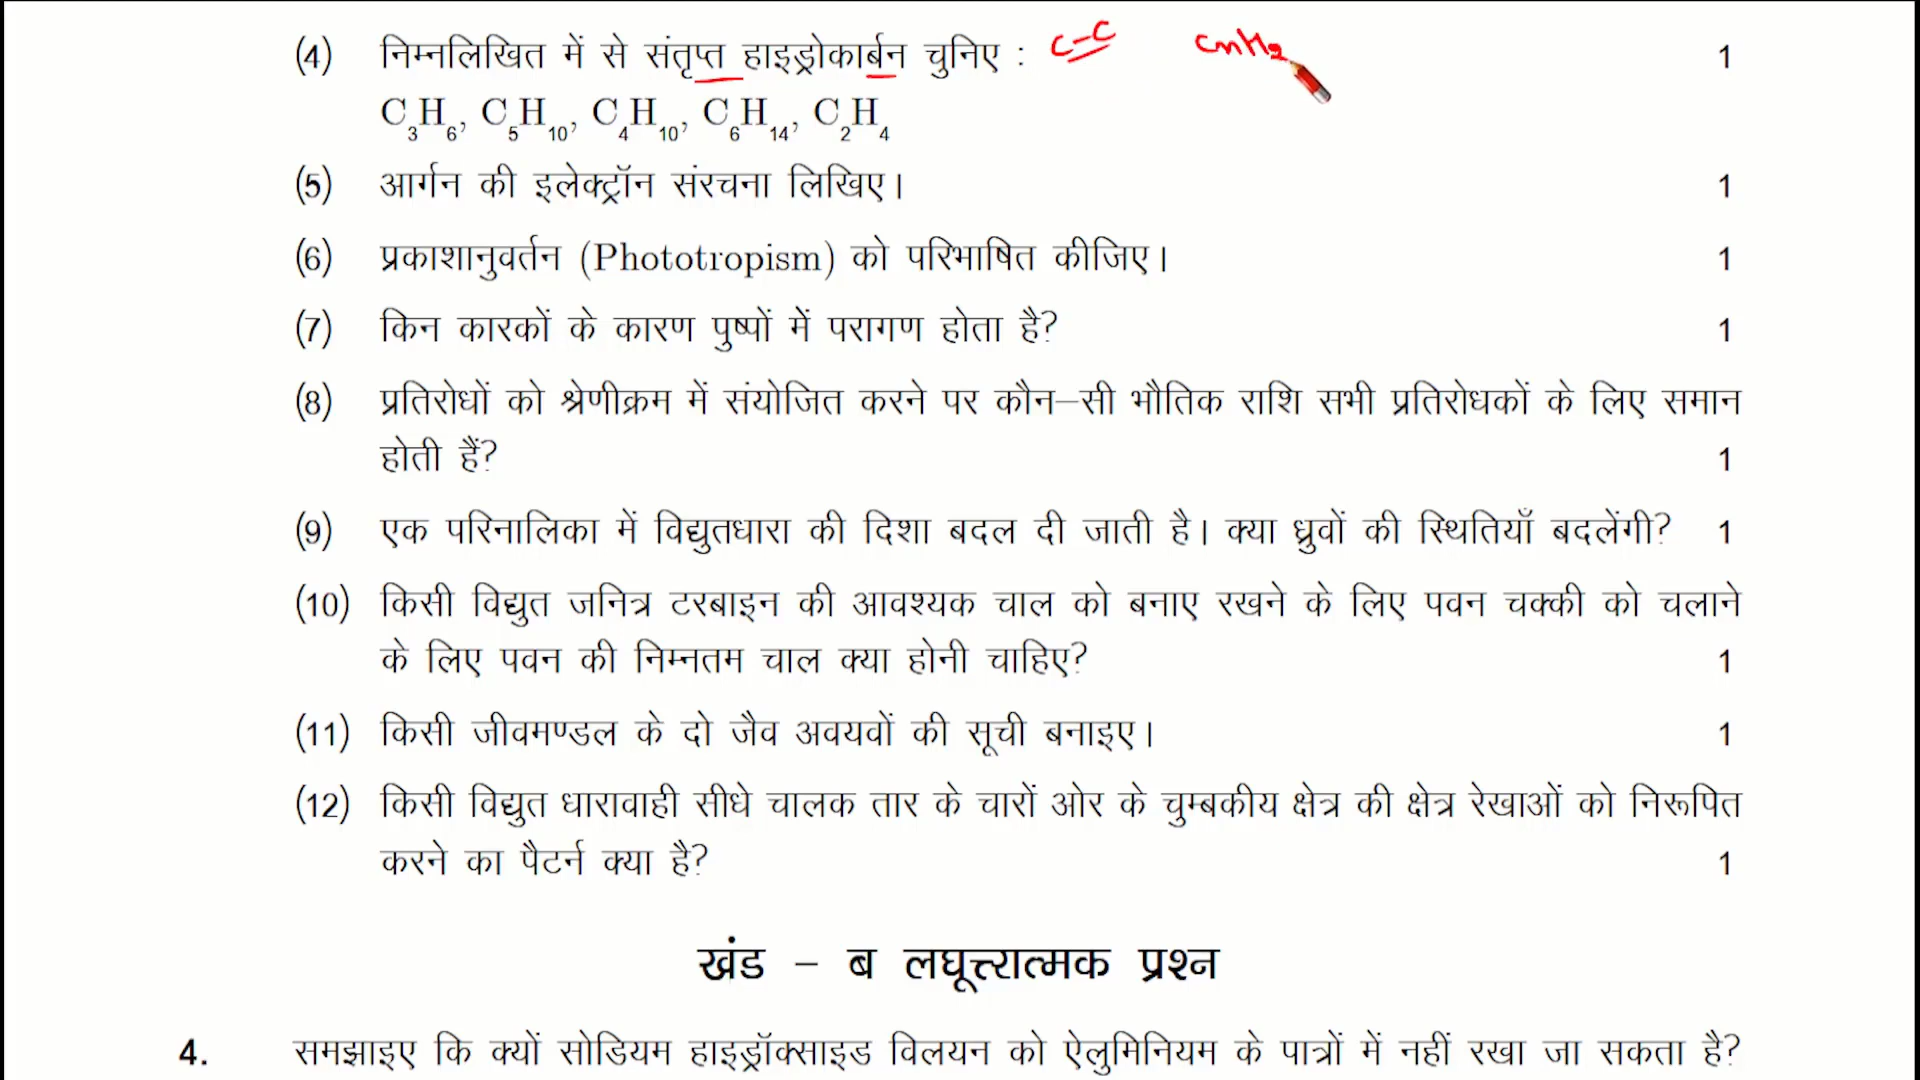 (4) निम्नलिखित में से संतृप्त हाइड्रोकार्बन चुनिए : C-C CnH2 1
C3H6, C5H10, C4H10, C6H14, C2H4
(5) आर्गन की इलेक्ट्रॉन संरचना लिखिए। 1
(6) प्रकाशानुवर्तन (Phototropism) को परिभाषित कीजिए। 1
(7) किन कारकों के कारण पुष्पों में परागण होता है? 1
(8) प्रतिरोधों को श्रेणीक्रम में संयोजित करने पर कौन–सी भौतिक राशि सभी प्रतिरोधकों के लिए समान
होती हैं? 1
(9) एक परिनालिका में विद्युतधारा की दिशा बदल दी जाती है। क्या ध्रुवों की स्थितियाँ बदलेंगी? 1
(10) किसी विद्युत जनित्र टरबाइन की आवश्यक चाल को बनाए रखने के लिए पवन चक्की को चलाने
के लिए पवन की निम्नतम चाल क्या होनी चाहिए? 1
(11) किसी जीवमण्डल के दो जैव अवयवों की सूची बनाइए। 1
(12) किसी विद्युत धारावाही सीधे चालक तार के चारों ओर के चुम्बकीय क्षेत्र की क्षेत्र रेखाओं को निरूपित
करने का पैटर्न क्या है? 1
खंड – ब लघूत्तरात्मक प्रश्न
4. समझाइए कि क्यों सोडियम हाइड्रॉक्साइड विलयन को ऐलुमिनियम के पात्रों में नहीं रखा जा सकता है?